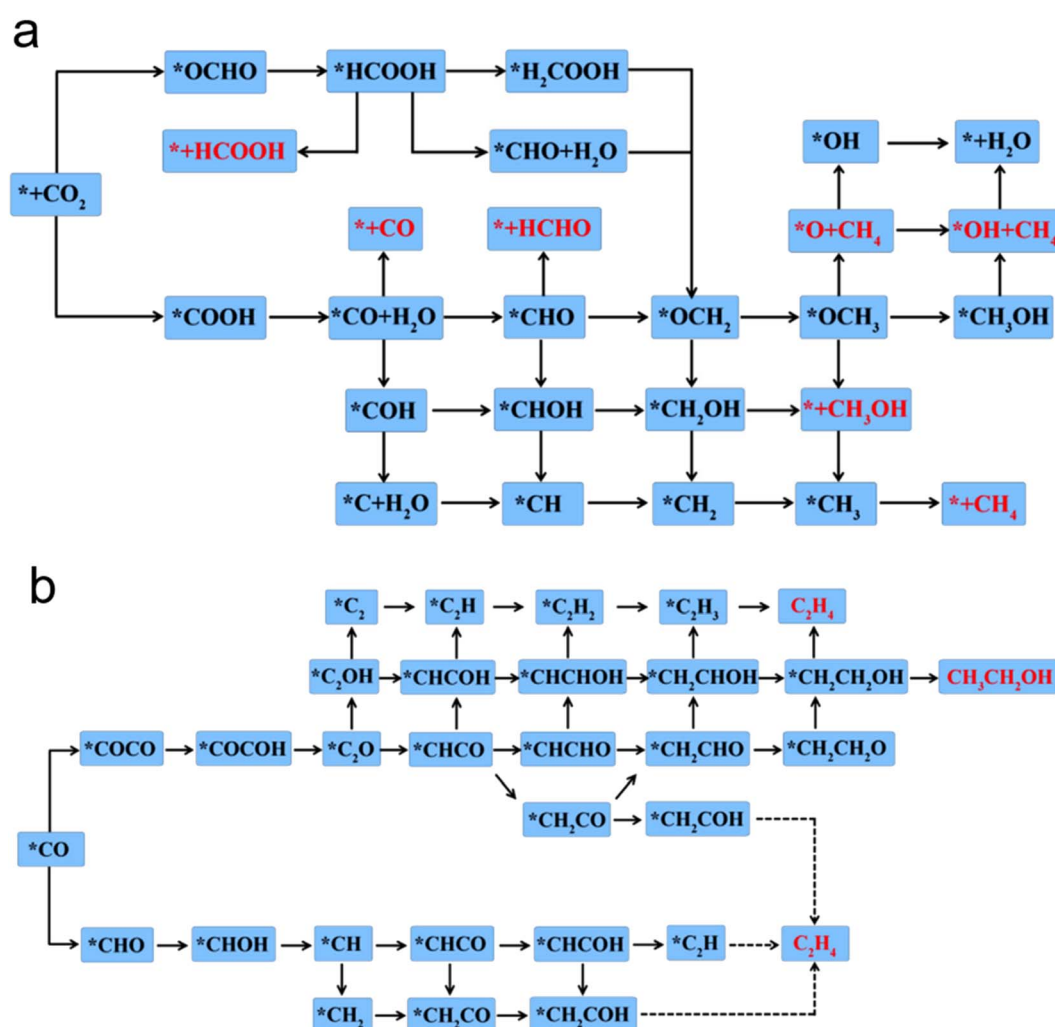 a
*OCHO
*HCOOH
*H₂COOH
*+HCOOH
*CHO+H₂O
*OH
*+H₂O
*+CO₂
*+CO
*+HCHO
*O+CH₄
*OH+CH₄
*COOH
*CO+H₂O
*CHO
*OCH₂
*OCH₃
*CH₃OH
*COH
*CHOH
*CH₂OH
*+CH₃OH
*C+H₂O
*CH
*CH₂
*CH₃
*+CH₄
b
*C₂
*C₂H
*C₂H₂
*C₂H₃
C₂H₄
*C₂OH
*CHCOH
*CHCHOH
*CH₂CHOH
*CH₂CH₂OH
CH₃CH₂OH
*COCO
*COCOH
*C₂O
*CHCO
*CHCHO
*CH₂CHO
*CH₂CH₂O
*CH₂CO
*CH₂COH
*CO
*CHO
*CHOH
*CH
*CHCO
*CHCOH
*C₂H
C₂H₄
*CH₂
*CH₂CO
*CH₂COH